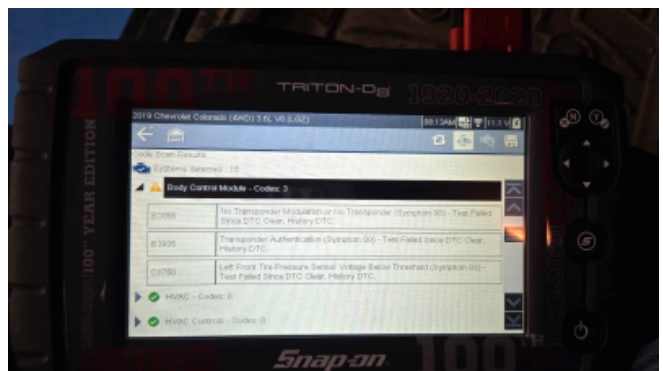 100TH
TRITON-D8
1920-2020
2019 Chevrolet Colorado (4WD) 3.6L V6 (LGZ)
11.1 V
Code Scan Results
Systems detected : 15
Body Control Module - Codes: 3
No Transponder Modulation or No Transponder (Symptom 00) - Test Failed
B3055
Since DTC Clear, History DTC.
B3935
Transponder Authentication (Symptom 00) - Test Failed Since DTC Clear,
History DTC.
C0750
Left Front Tire Pressure Sensor Voltage Below Threshold (Symptom 00) -
Test Failed Since DTC Clear, History DTC.
HVAC - Codes: 0
HVAC Controls - Codes: 0
100TH YEAR EDITION
N
Y
S
Snap-on
100TH